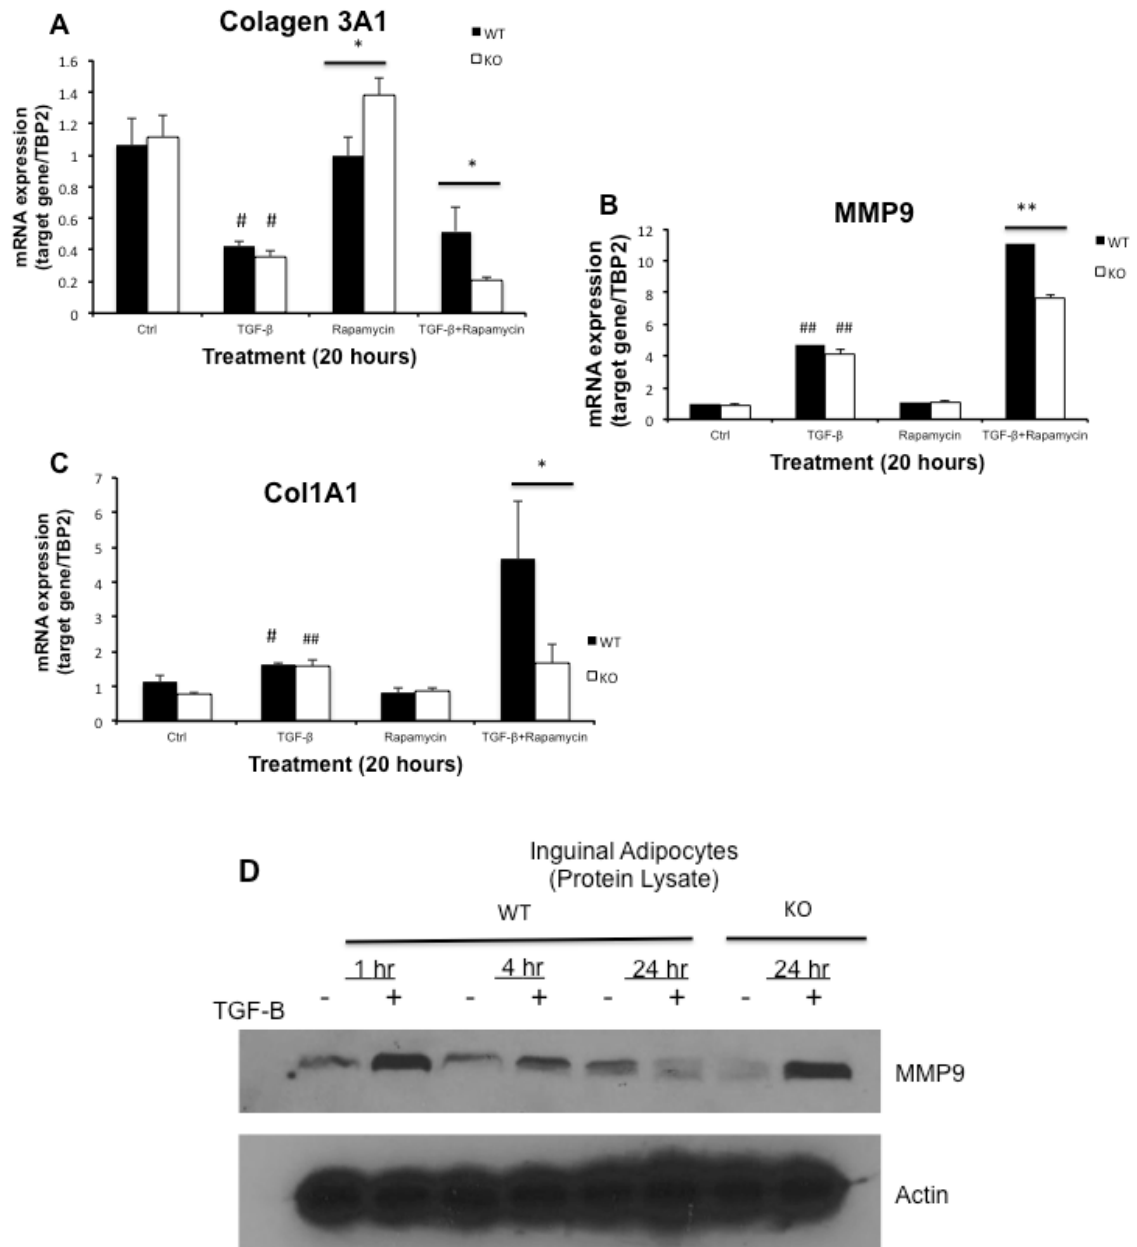 A
Colagen 3A1
WT
KO
*
1.6
1.4
1.2
1
0.8
0.6
0.4
0.2
0
mRNA expression
(target gene/TBP2)
# #
*
Ctrl TGF-β Rapamycin TGF-β+Rapamycin
Treatment (20 hours)
B
MMP9
**
WT
KO
12
10
8
6
4
2
0
mRNA expression
(target gene/TBP2)
## ##
Ctrl TGF-β Rapamycin TGF-β+Rapamycin
Treatment (20 hours)
C
Col1A1
*
7
6
5
4
3
2
1
0
mRNA expression
(target gene/TBP2)
# ##
WT
KO
Ctrl TGF-β Rapamycin TGF-β+Rapamycin
Treatment (20 hours)
D
Inguinal Adipocytes
(Protein Lysate)
WT KO
1 hr 4 hr 24 hr 24 hr
TGF-B - + - + - + - +
MMP9
Actin